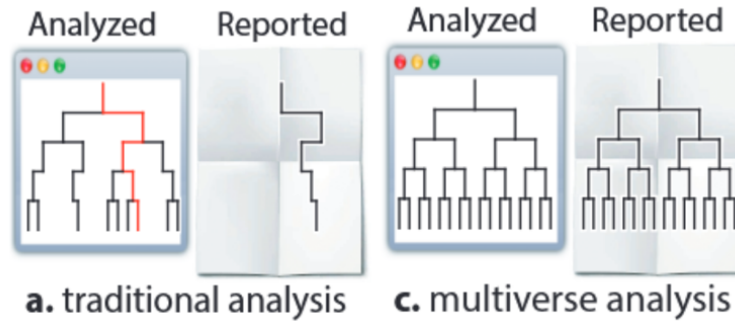 Analyzed Reported Analyzed Reported
a. traditional analysis c. multiverse analysis